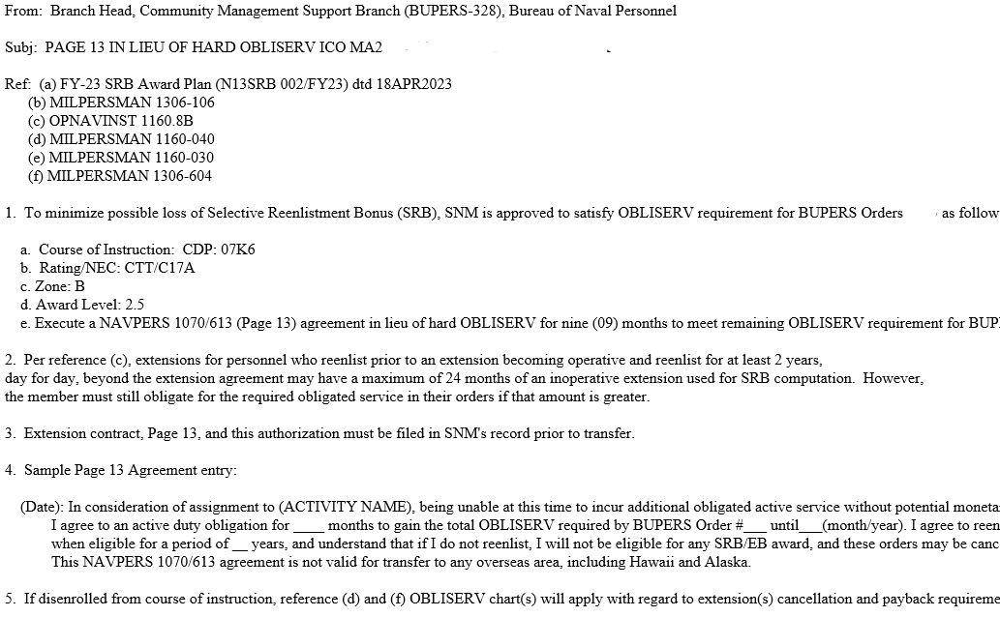 From:  Branch Head, Community Management Support Branch (BUPERS-328), Bureau of Naval Personnel
Subj:  PAGE 13 IN LIEU OF HARD OBLISERV ICO MA2
Ref:  (a) FY-23 SRB Award Plan (N13SRB 002/FY23) dtd 18APR2023
(b) MILPERSMAN 1306-106
(c) OPNAVINST 1160.8B
(d) MILPERSMAN 1160-040
(e) MILPERSMAN 1160-030
(f) MILPERSMAN 1306-604
1.  To minimize possible loss of Selective Reenlistment Bonus (SRB), SNM is approved to satisfy OBLISERV requirement for BUPERS Orders as follow
a.  Course of Instruction:  CDP: 07K6
b.  Rating/NEC: CTT/C17A
c. Zone: B
d. Award Level: 2.5
e. Execute a NAVPERS 1070/613 (Page 13) agreement in lieu of hard OBLISERV for nine (09) months to meet remaining OBLISERV requirement for BUP
2.  Per reference (c), extensions for personnel who reenlist prior to an extension becoming operative and reenlist for at least 2 years,
day for day, beyond the extension agreement may have a maximum of 24 months of an inoperative extension used for SRB computation.  However,
the member must still obligate for the required obligated service in their orders if that amount is greater.
3.  Extension contract, Page 13, and this authorization must be filed in SNM's record prior to transfer.
4.  Sample Page 13 Agreement entry:
(Date): In consideration of assignment to (ACTIVITY NAME), being unable at this time to incur additional obligated active service without potential moneta
I agree to an active duty obligation for ____ months to gain the total OBLISERV required by BUPERS Order #___ until___(month/year). I agree to reen
when eligible for a period of __ years, and understand that if I do not reenlist, I will not be eligible for any SRB/EB award, and these orders may be canc
This NAVPERS 1070/613 agreement is not valid for transfer to any overseas area, including Hawaii and Alaska.
5.  If disenrolled from course of instruction, reference (d) and (f) OBLISERV chart(s) will apply with regard to extension(s) cancellation and payback requireme